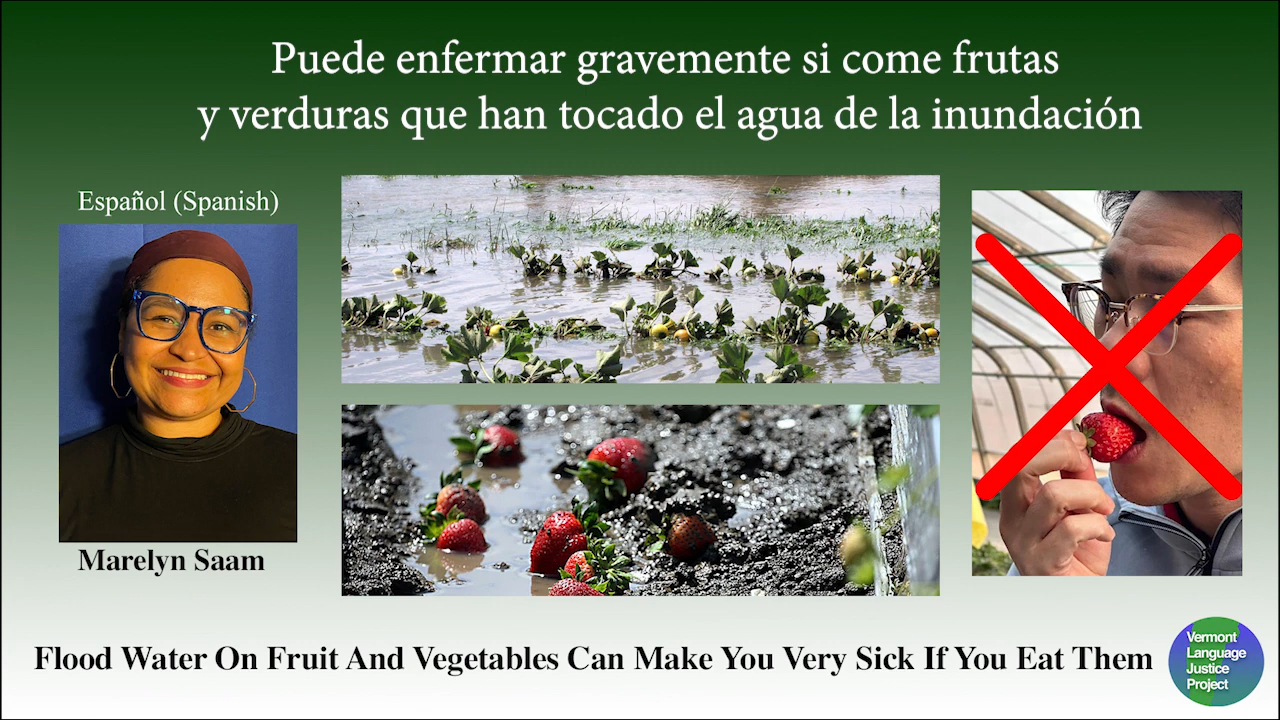 Puede enfermar gravemente si come frutas
y verduras que han tocado el agua de la inundación
Español (Spanish)
Marelyn Saam
Flood Water On Fruit And Vegetables Can Make You Very Sick If You Eat Them
Vermont
Language
Justice
Project